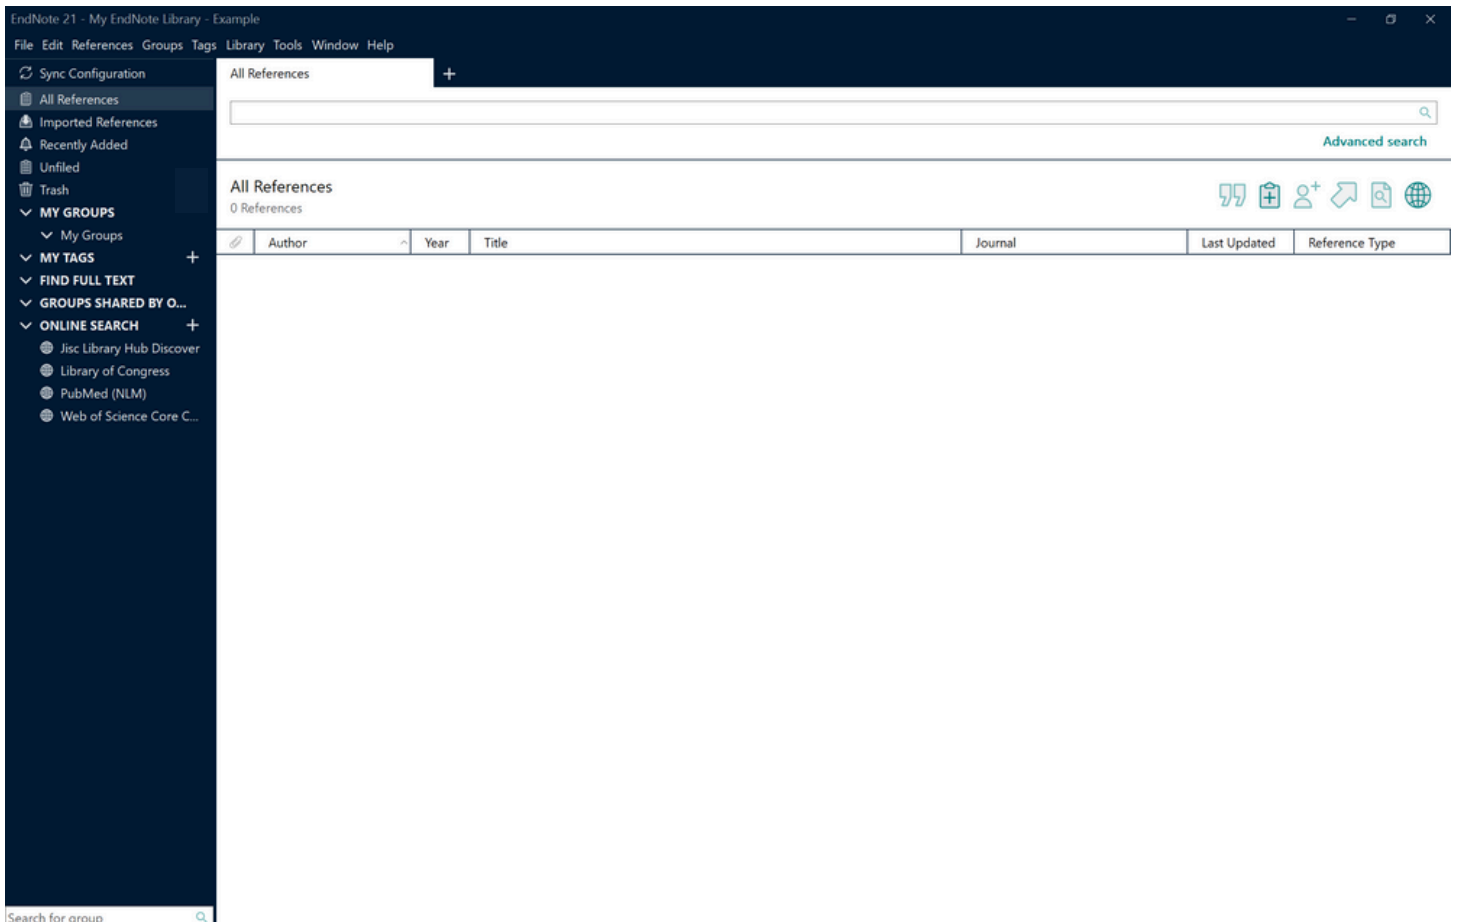 EndNote 21 - My EndNote Library - Example
File Edit References Groups Tags Library Tools Window Help
Sync Configuration
All References
Imported References
Recently Added
Unfiled
Trash
MY GROUPS
My Groups
MY TAGS
FIND FULL TEXT
GROUPS SHARED BY O...
ONLINE SEARCH
Jisc Library Hub Discover
Library of Congress
PubMed (NLM)
Web of Science Core C...
Search for group
All References
Advanced search
All References
0 References
Author Year Title Journal Last Updated Reference Type